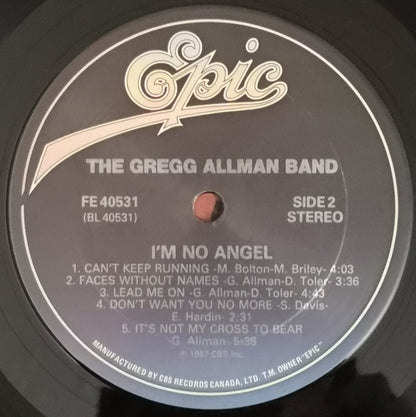 Epic
THE GREGG ALLMAN BAND
FE 40531
(BL 40531)
SIDE 2
STEREO
I'M NO ANGEL
1. CAN'T KEEP RUNNING -M. Bolton-M. Briley- 4:03
2. FACES WITHOUT NAMES -G. Allman-D. Toler- 3:36
3. LEAD ME ON -G. Allman-D. Toler- 4:43
4. DON'T WANT YOU NO MORE -S. Davis-
E. Hardin- 2:31
5. IT'S NOT MY CROSS TO BEAR
-G. Allman- 5:36
℗ 1987 CBS Inc.
MANUFACTURED BY CBS RECORDS CANADA, LTD. T.M. OWNER "EPIC"